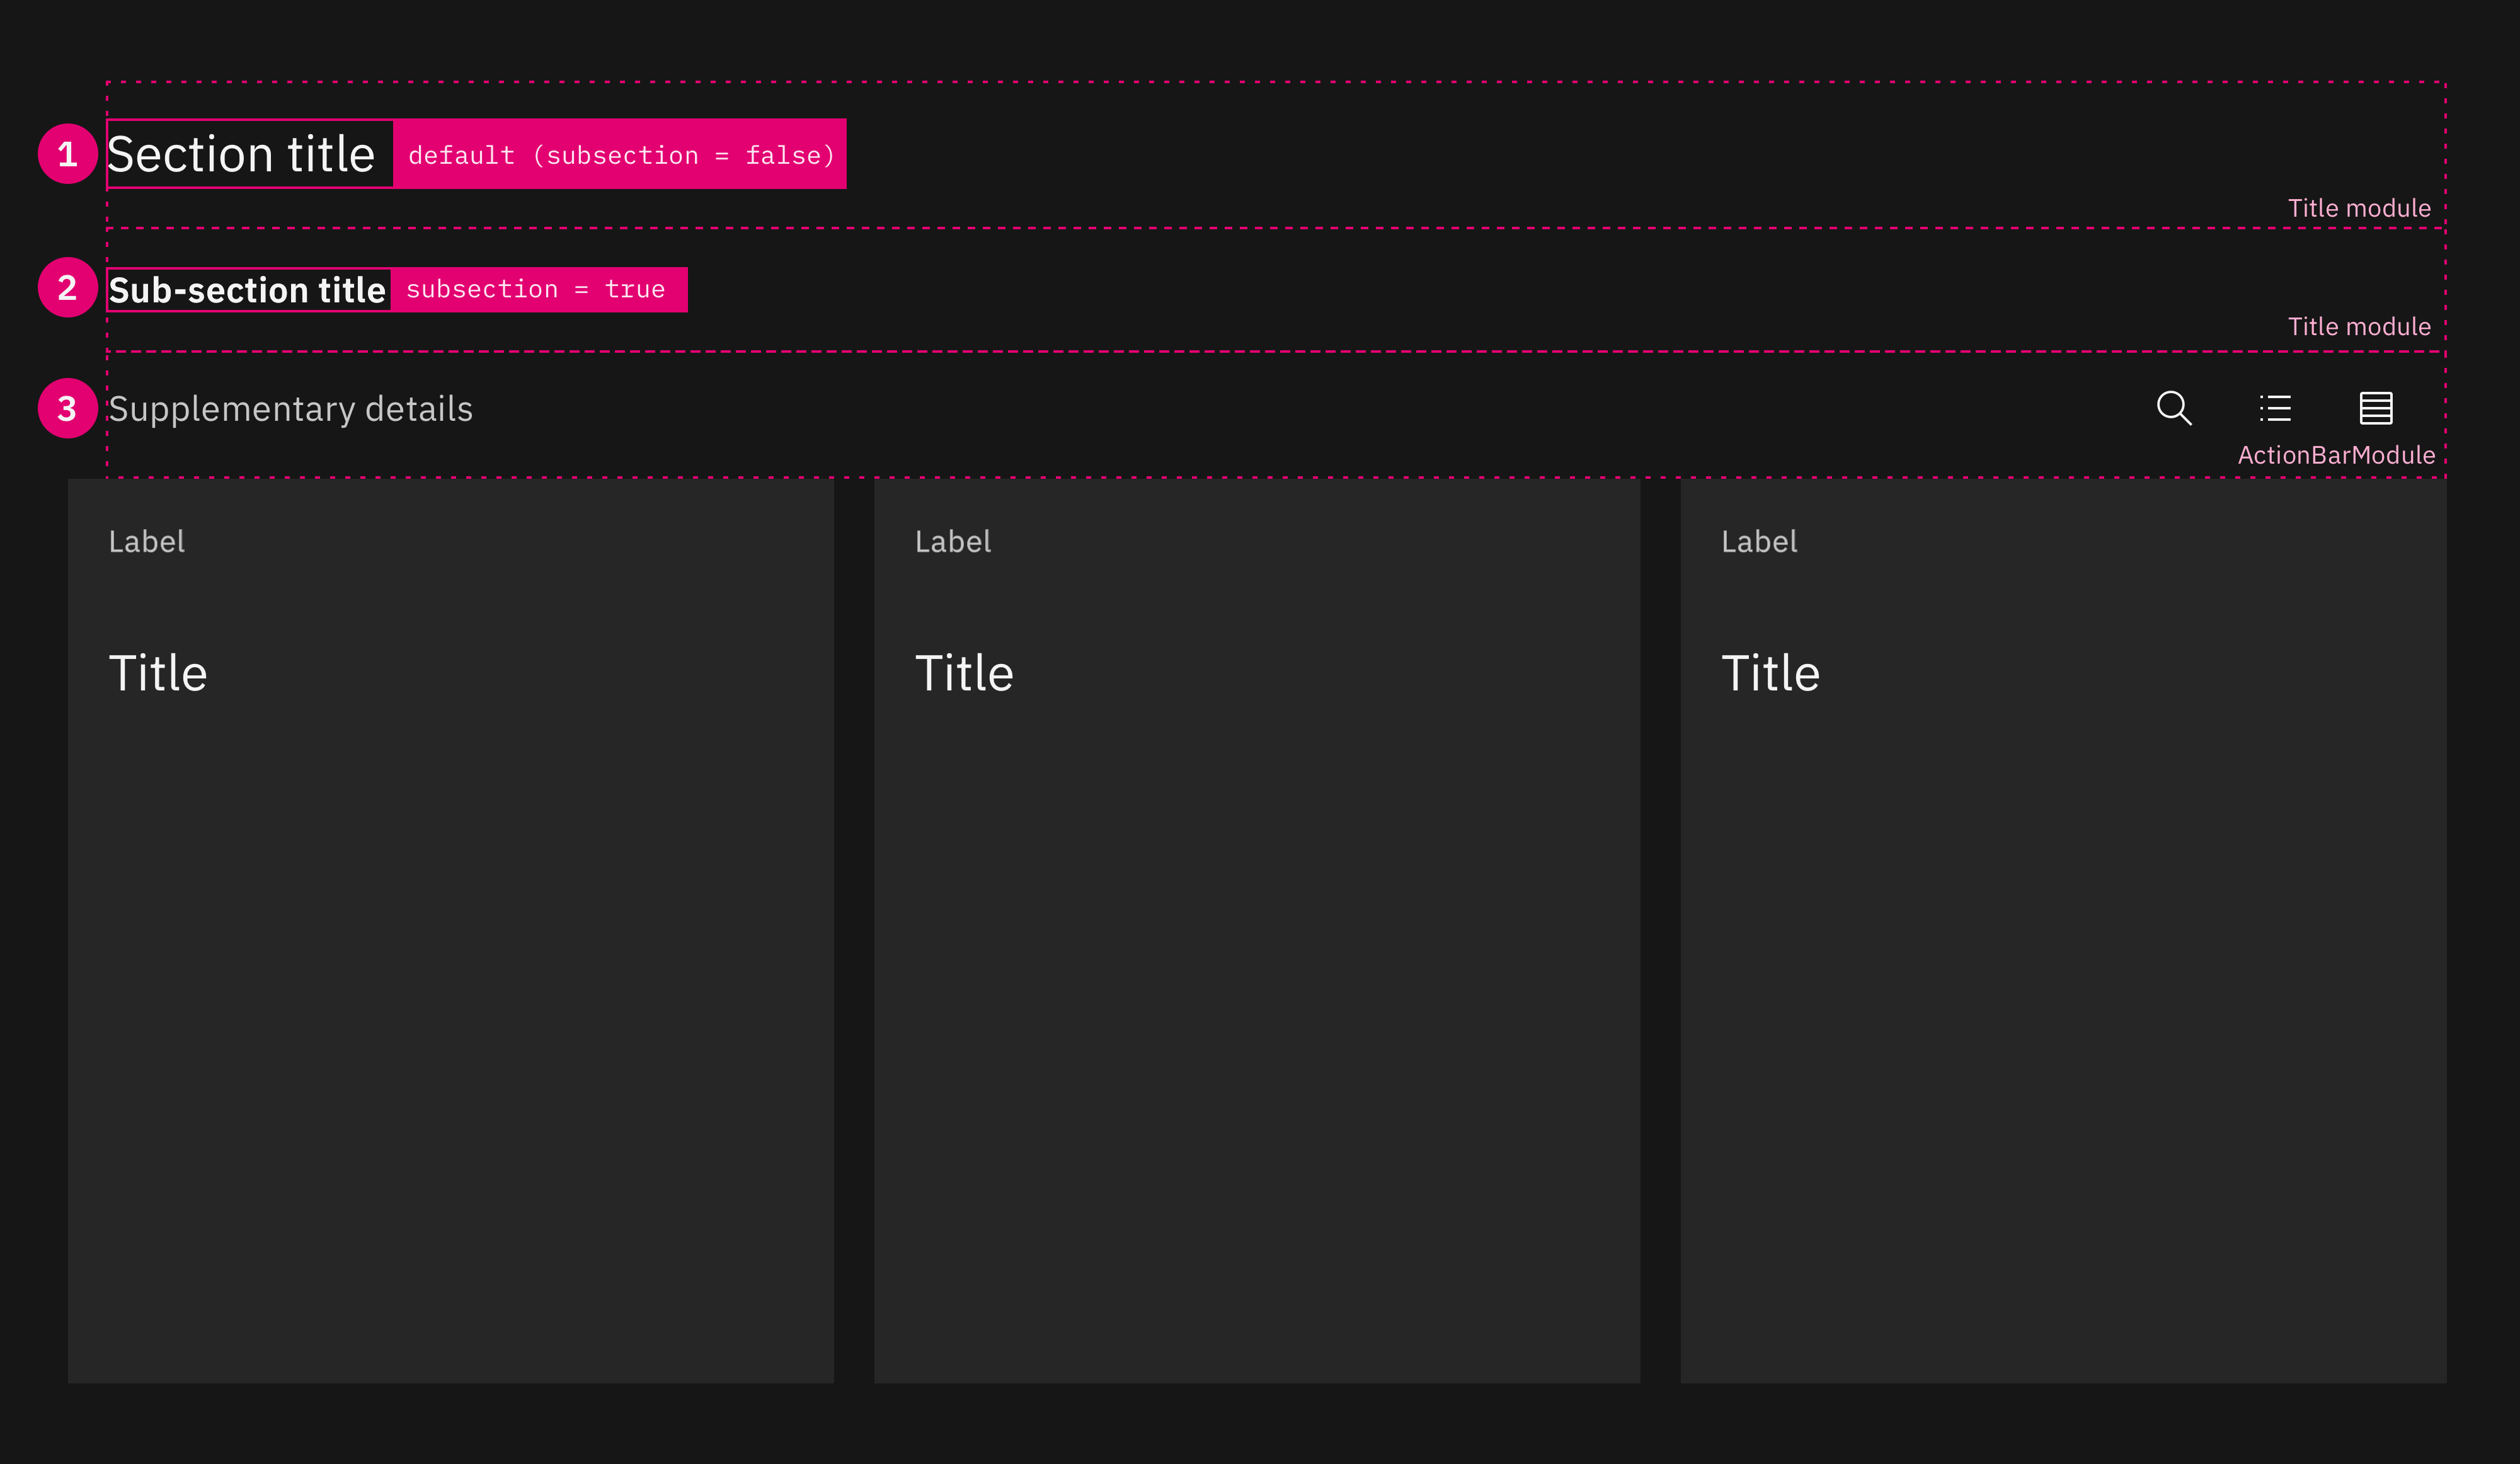 1 Section title default (subsection = false)
Title module
2 Sub-section title subsection = true
Title module
3 Supplementary details
ActionBarModule
Label Label Label
Title Title Title